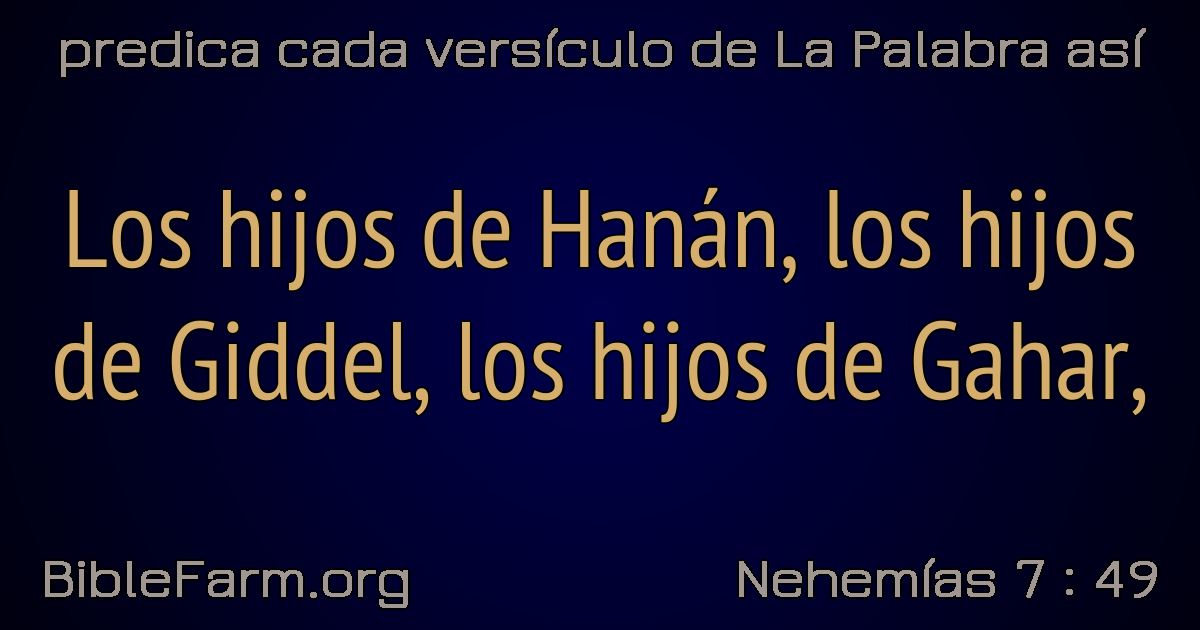 predica cada versículo de La Palabra así
Los hijos de Hanán, los hijos
de Giddel, los hijos de Gahar,
BibleFarm.org
Nehemías 7 : 49